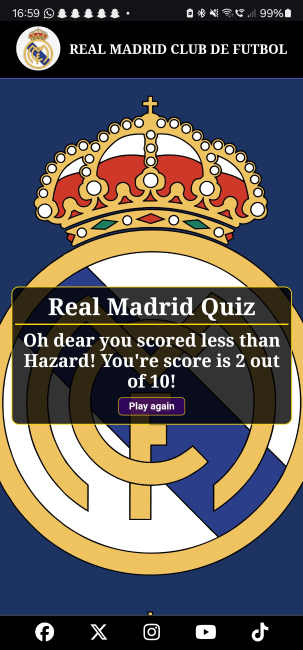 16:59
99%
REAL MADRID CLUB DE FUTBOL
Real Madrid Quiz
Oh dear you scored less than
Hazard! You're score is 2 out
of 10!
Play again